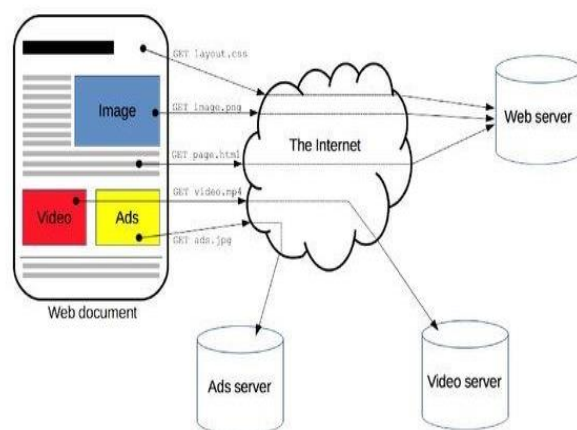 GET layout.css
Image
GET image.png
Web server
The Internet
GET page.html
GET video.mp4
Video
Ads
GET ads.jpg
Web document
Ads server
Video server